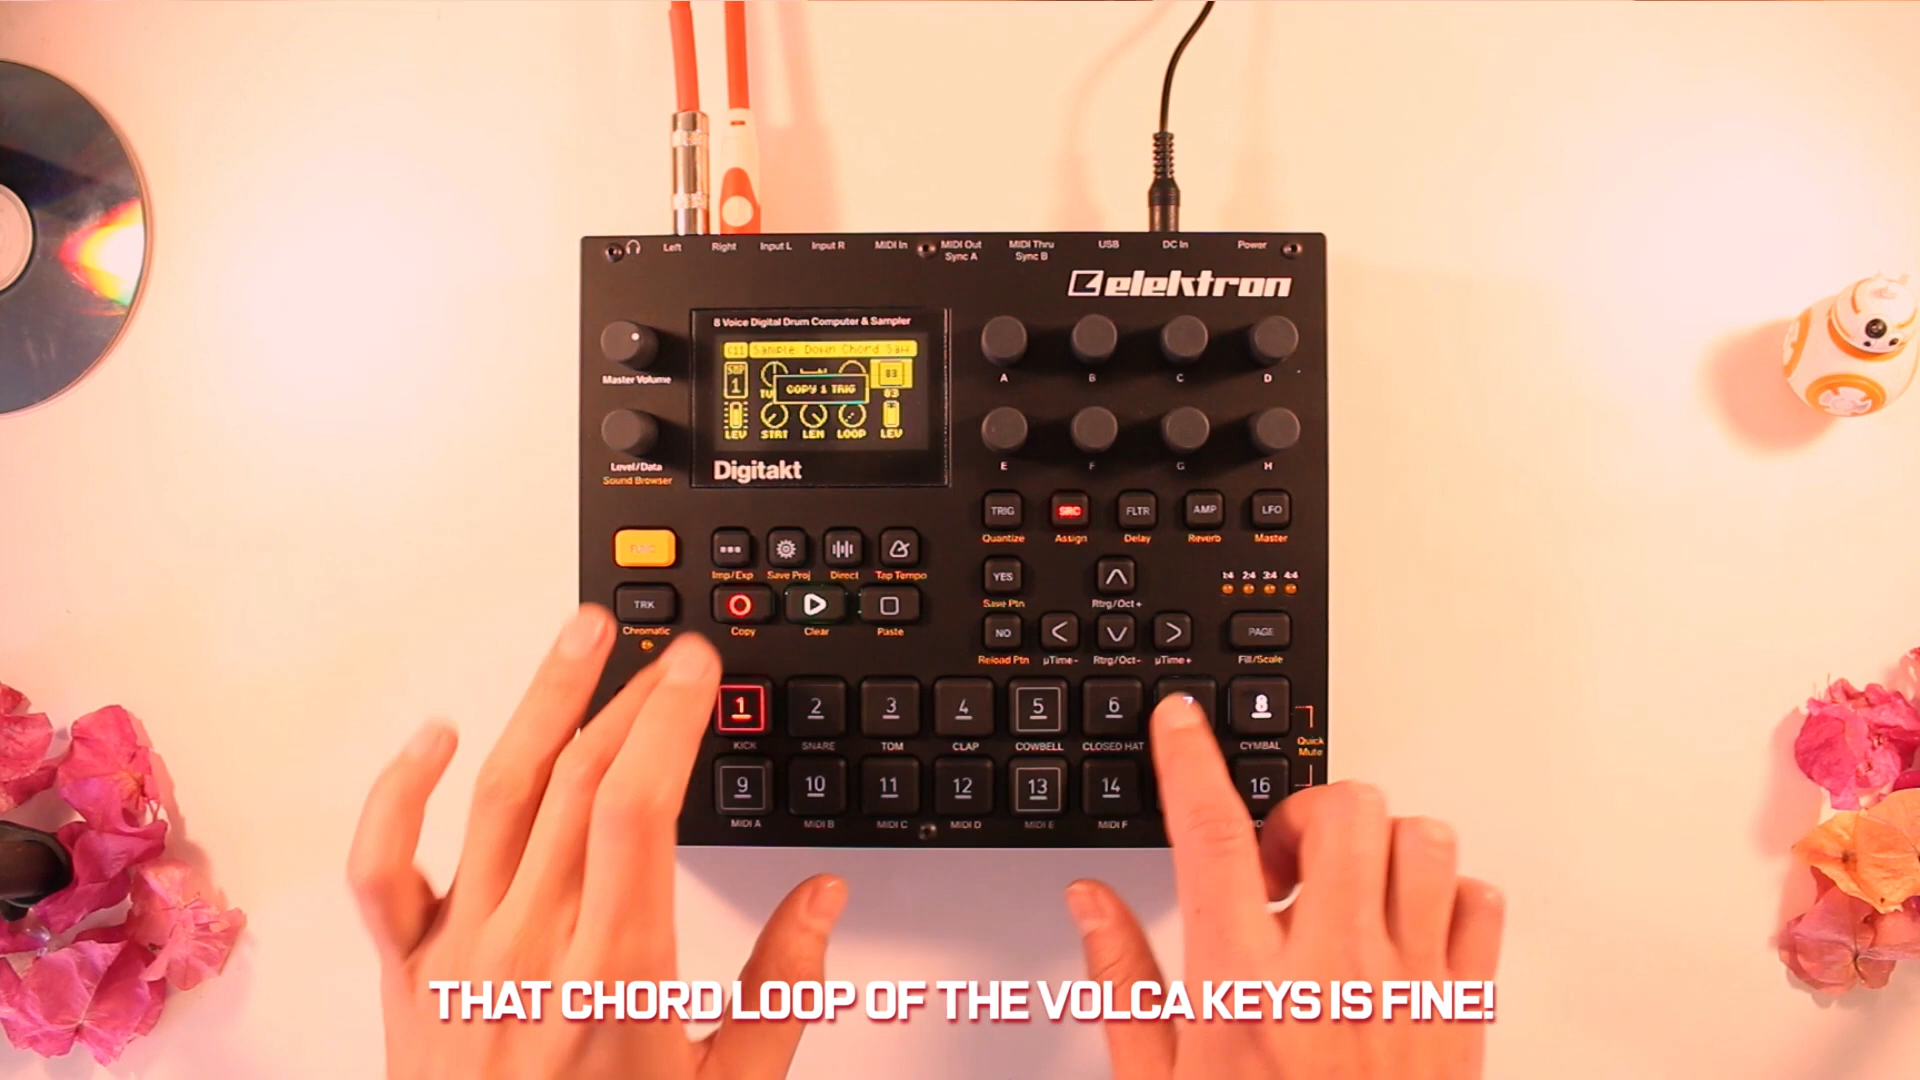 Left Right Input L Input R MIDI In MIDI Out MIDI Thru USB DC In Power
Sync A Sync B
elektron
8 Voice Digital Drum Computer & Sampler
Master Volume
COPY 1 TRIG
LEV STRT LEN LOOP LEV
Digitakt
A B C D
Level/Data
Sound Browser
E F G H
TRIG SRC FLTR AMP LFO
Quantize Assign Delay Reverb Master
FUNC
Imp/Exp Save Proj Direct Tap Tempo
YES
1:4 2:4 3:4 4:4
Save Ptn Rtrg/Oct+
TRK
Chromatic
Copy Clear Paste
NO PAGE
Reload Ptn µTime- Rtrg/Oct- µTime+ Fill/Scale
1 2 3 4 5 6 7 8
KICK SNARE TOM CLAP COWBELL CLOSED HAT CYMBAL
Quick
Mute
9 10 11 12 13 14 16
MIDI A MIDI B MIDI C MIDI D MIDI E MIDI F
THAT CHORD LOOP OF THE VOLCA KEYS IS FINE!